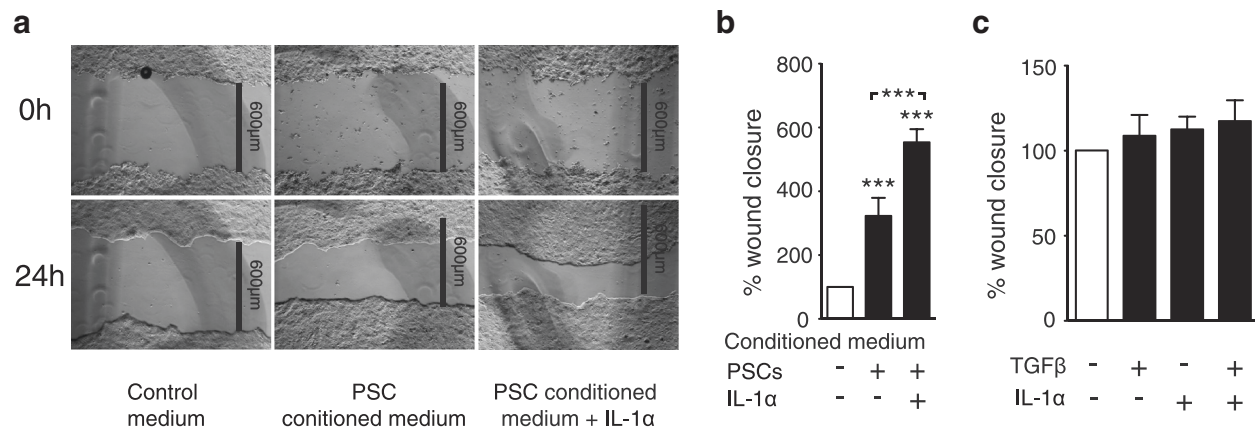 a
0h
600μm
600μm
600μm
24h
600μm
600μm
600μm
Control
medium
PSC
conitioned medium
PSC conditioned
medium + IL-1α
b
% wound closure
800
600
400
200
0
***
***
***
Conditioned medium
PSCs - + +
IL-1α - - +
c
% wound closure
150
100
50
0
TGFβ - + - +
IL-1α - - + +